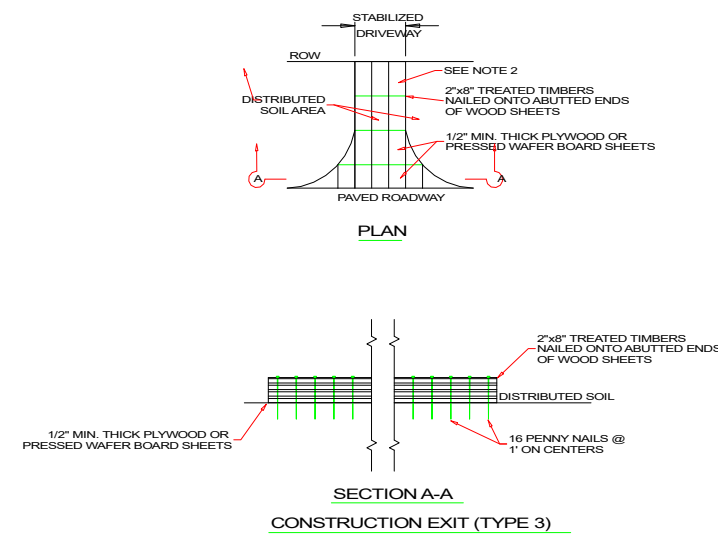 STABILIZED
DRIVEWAY
ROW
SEE NOTE 2
2"x8" TREATED TIMBERS
NAILED ONTO ABUTTED ENDS
OF WOOD SHEETS
DISTRIBUTED
SOIL AREA
1/2" MIN. THICK PLYWOOD OR
PRESSED WAFER BOARD SHEETS
A
A
PAVED ROADWAY
PLAN
2"x8" TREATED TIMBERS
NAILED ONTO ABUTTED ENDS
OF WOOD SHEETS
DISTRIBUTED SOIL
1/2" MIN. THICK PLYWOOD OR
PRESSED WAFER BOARD SHEETS
16 PENNY NAILS @
1' ON CENTERS
SECTION A-A
CONSTRUCTION EXIT (TYPE 3)